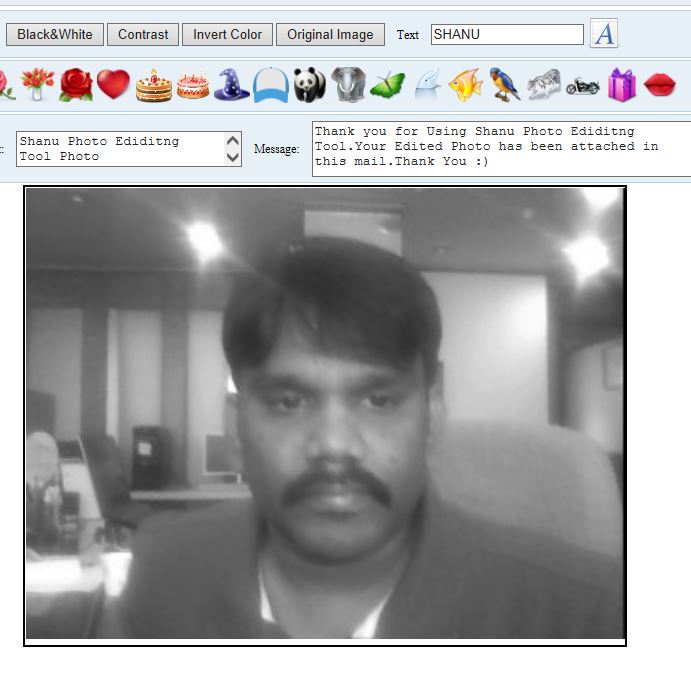 Black&White Contrast Invert Color Original Image Text SHANU A
: Shanu Photo Ediditng
Tool Photo
Message: Thank you for Using Shanu Photo Ediditng
Tool.Your Edited Photo has been attached in
this mail.Thank You :)